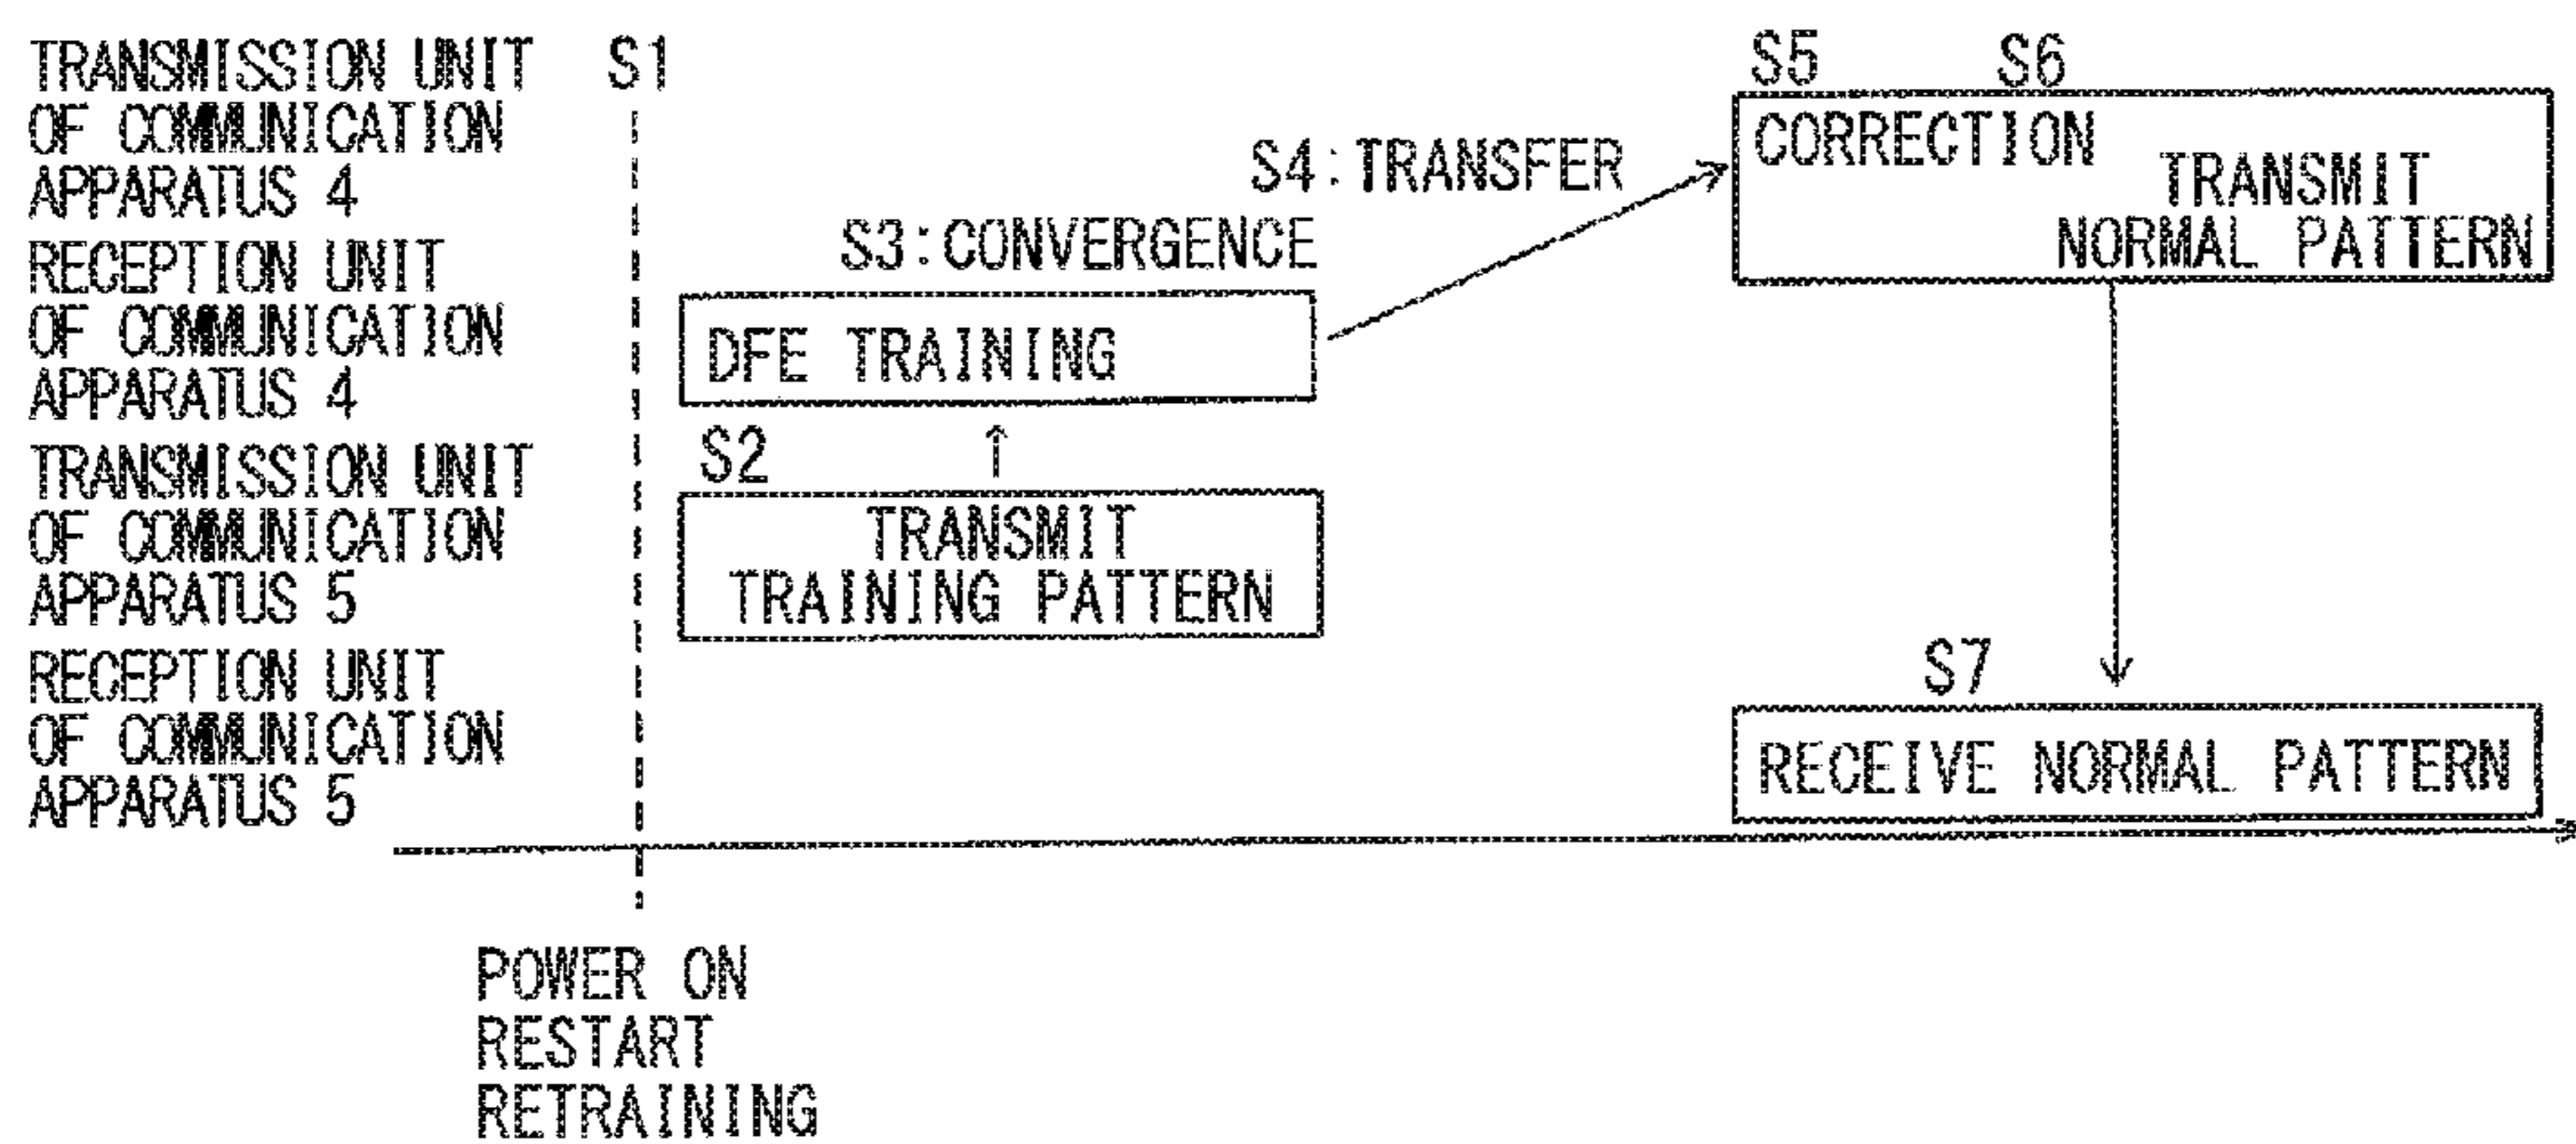 TRANSMISSION UNIT
OF COMMUNICATION
APPARATUS 4
RECEPTION UNIT
OF COMMUNICATION
APPARATUS 4
TRANSMISSION UNIT
OF COMMUNICATION
APPARATUS 5
RECEPTION UNIT
OF COMMUNICATION
APPARATUS 5
S1
S5 S6
CORRECTION
TRANSMIT
NORMAL PATTERN
S4:TRANSFER
S3:CONVERGENCE
DFE TRAINING
S2
TRANSMIT
TRAINING PATTERN
S7
RECEIVE NORMAL PATTERN
POWER ON
RESTART
RETRAINING